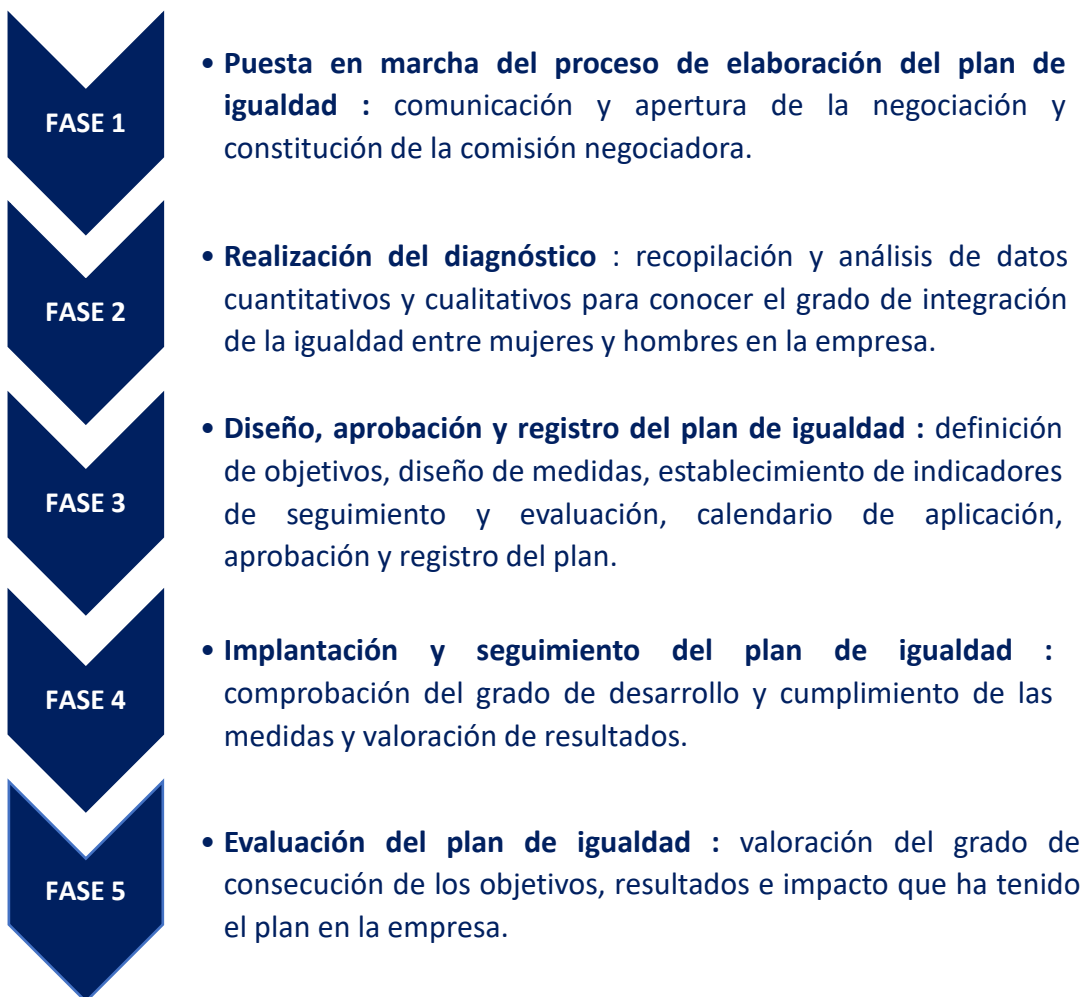 FASE 1
• Puesta en marcha del proceso de elaboración del plan de
igualdad : comunicación y apertura de la negociación y
constitución de la comisión negociadora.
FASE 2
• Realización del diagnóstico : recopilación y análisis de datos
cuantitativos y cualitativos para conocer el grado de integración
de la igualdad entre mujeres y hombres en la empresa.
FASE 3
• Diseño, aprobación y registro del plan de igualdad : definición
de objetivos, diseño de medidas, establecimiento de indicadores
de seguimiento y evaluación, calendario de aplicación,
aprobación y registro del plan.
FASE 4
• Implantación y seguimiento del plan de igualdad :
comprobación del grado de desarrollo y cumplimiento de las
medidas y valoración de resultados.
FASE 5
• Evaluación del plan de igualdad : valoración del grado de
consecución de los objetivos, resultados e impacto que ha tenido
el plan en la empresa.